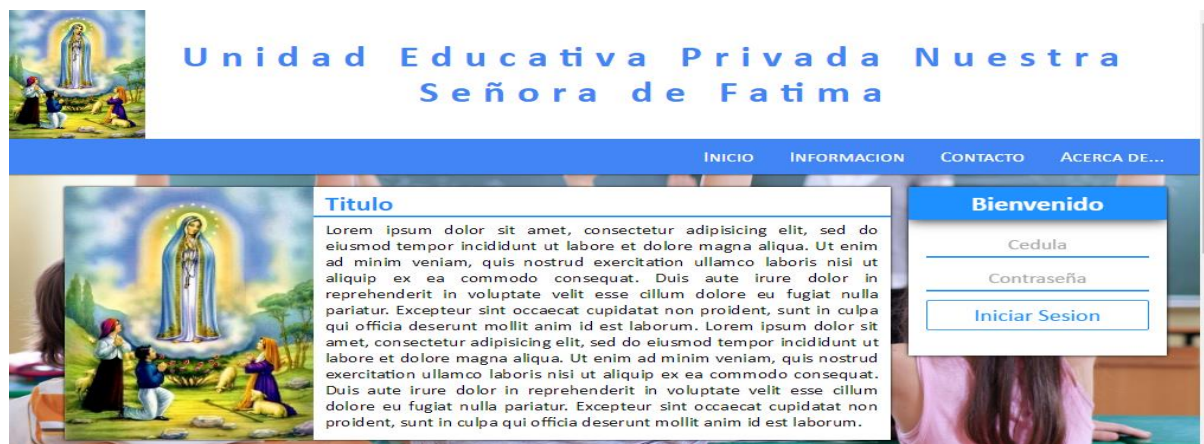 Unidad Educativa Privada Nuestra
Señora de Fatima
Inicio Informacion Contacto Acerca de...
Titulo
Lorem ipsum dolor sit amet, consectetur adipisicing elit, sed do
eiusmod tempor incididunt ut labore et dolore magna aliqua. Ut enim
ad minim veniam, quis nostrud exercitation ullamco laboris nisi ut
aliquip ex ea commodo consequat. Duis aute irure dolor in
reprehenderit in voluptate velit esse cillum dolore eu fugiat nulla
pariatur. Excepteur sint occaecat cupidatat non proident, sunt in culpa
qui officia deserunt mollit anim id est laborum. Lorem ipsum dolor sit
amet, consectetur adipisicing elit, sed do eiusmod tempor incididunt ut
labore et dolore magna aliqua. Ut enim ad minim veniam, quis nostrud
exercitation ullamco laboris nisi ut aliquip ex ea commodo consequat.
Duis aute irure dolor in reprehenderit in voluptate velit esse cillum
dolore eu fugiat nulla pariatur. Excepteur sint occaecat cupidatat non
proident, sunt in culpa qui officia deserunt mollit anim id est laborum.
Bienvenido
Cedula
Contraseña
Iniciar Sesion